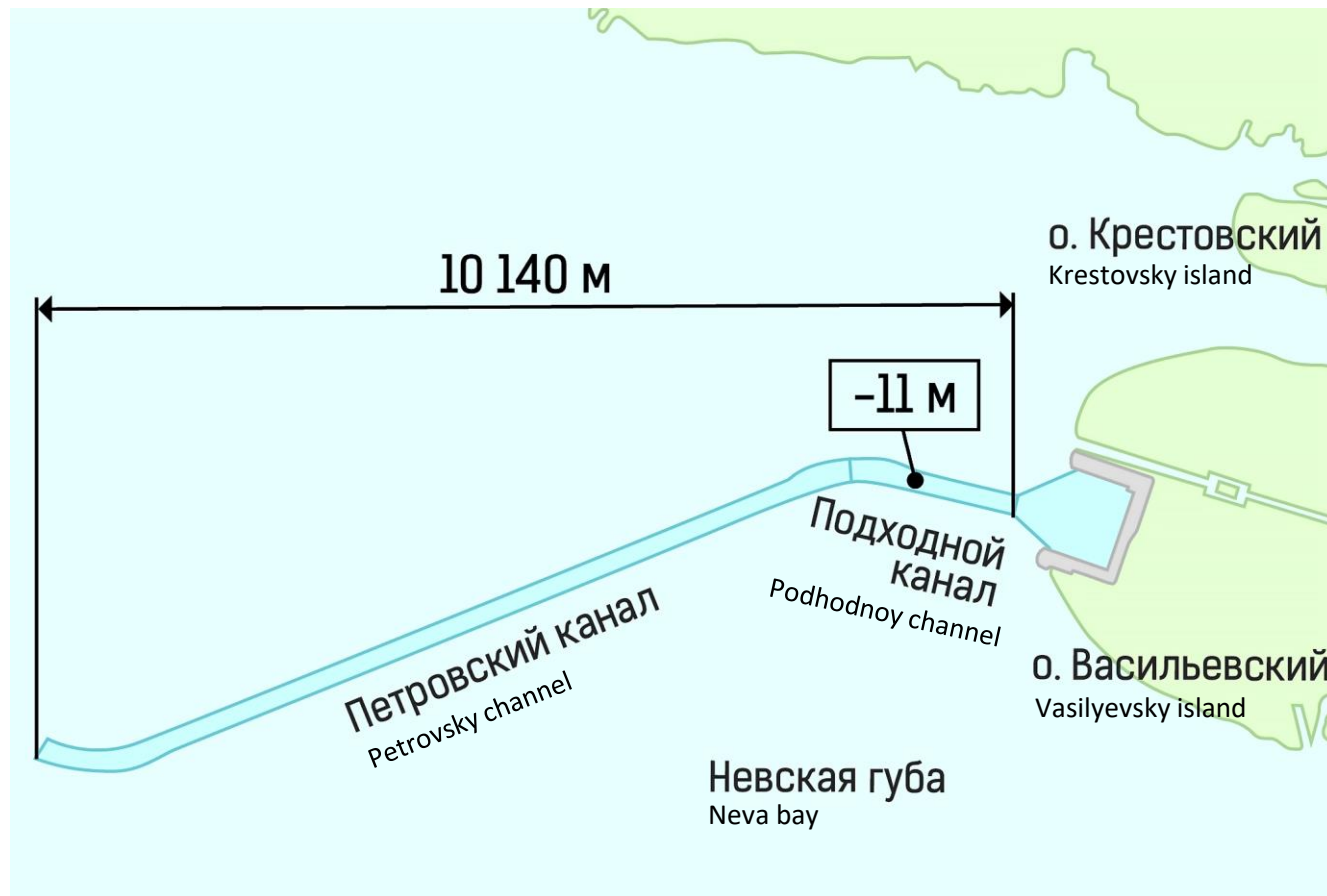 о. Крестовский
Krestovsky island
10 140 м
–11 м
Подходной
канал
Podhodnoy channel
Петровский канал
Petrovsky channel
о. Васильевский
Vasilyevsky island
Невская губа
Neva bay